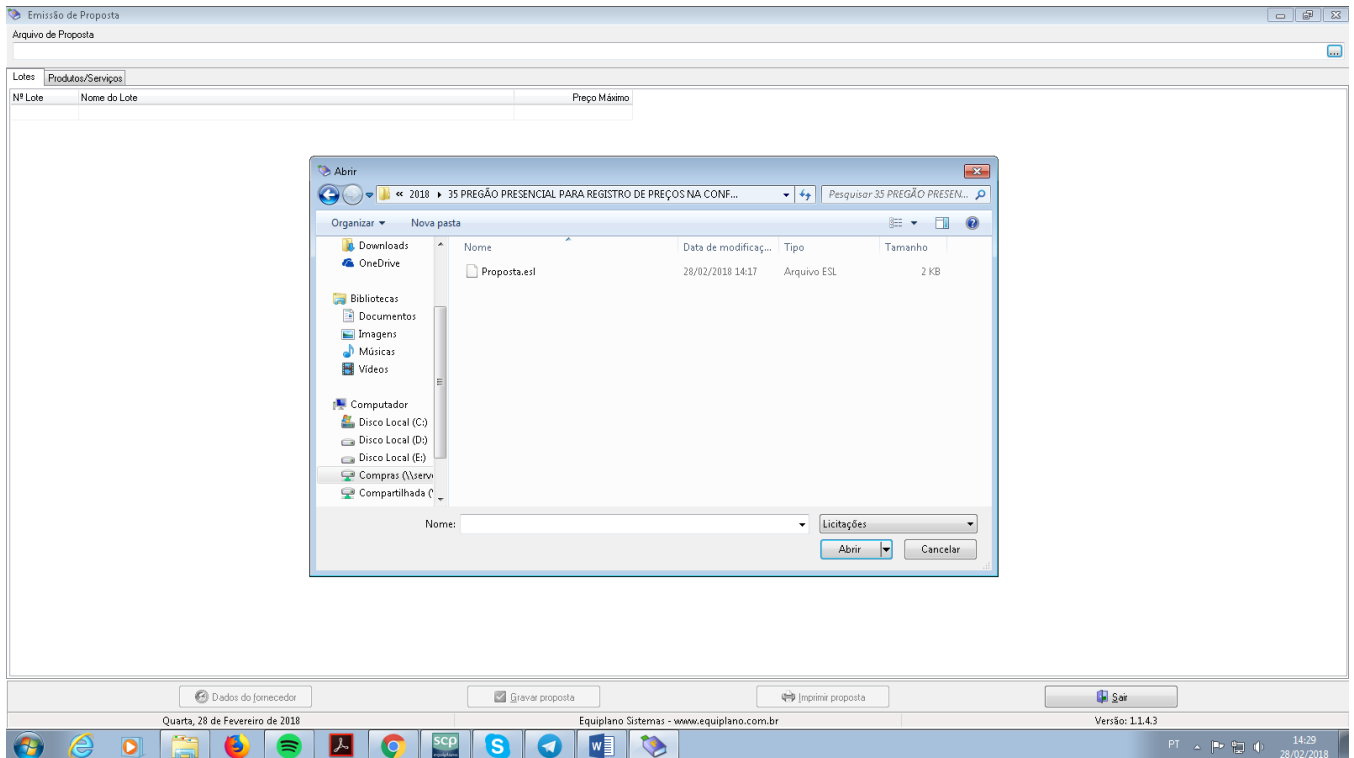 Emissão de Proposta
Arquivo de Proposta
...
Lotes Produtos/Serviços
Nº Lote Nome do Lote Preço Máximo
Abrir
« 2018 35 PREGÃO PRESENCIAL PARA REGISTRO DE PREÇOS NA CONF... Pesquisar 35 PREGÃO PRESEN...
Organizar Nova pasta
Downloads
OneDrive
Bibliotecas
Documentos
Imagens
Músicas
Vídeos
Computador
Disco Local (C:)
Disco Local (D:)
Disco Local (E:)
Compras (\\serv
Compartilhada (
Nome Data de modificaç... Tipo Tamanho
Proposta.esl 28/02/2018 14:17 Arquivo ESL 2 KB
Nome: Licitações
Abrir Cancelar
Dados do fornecedor Gravar proposta Imprimir proposta Sair
Quarta, 28 de Fevereiro de 2018 Equiplano Sistemas - www.equiplano.com.br Versão: 1.1.4.3
scp
PT 14:29
28/02/2018